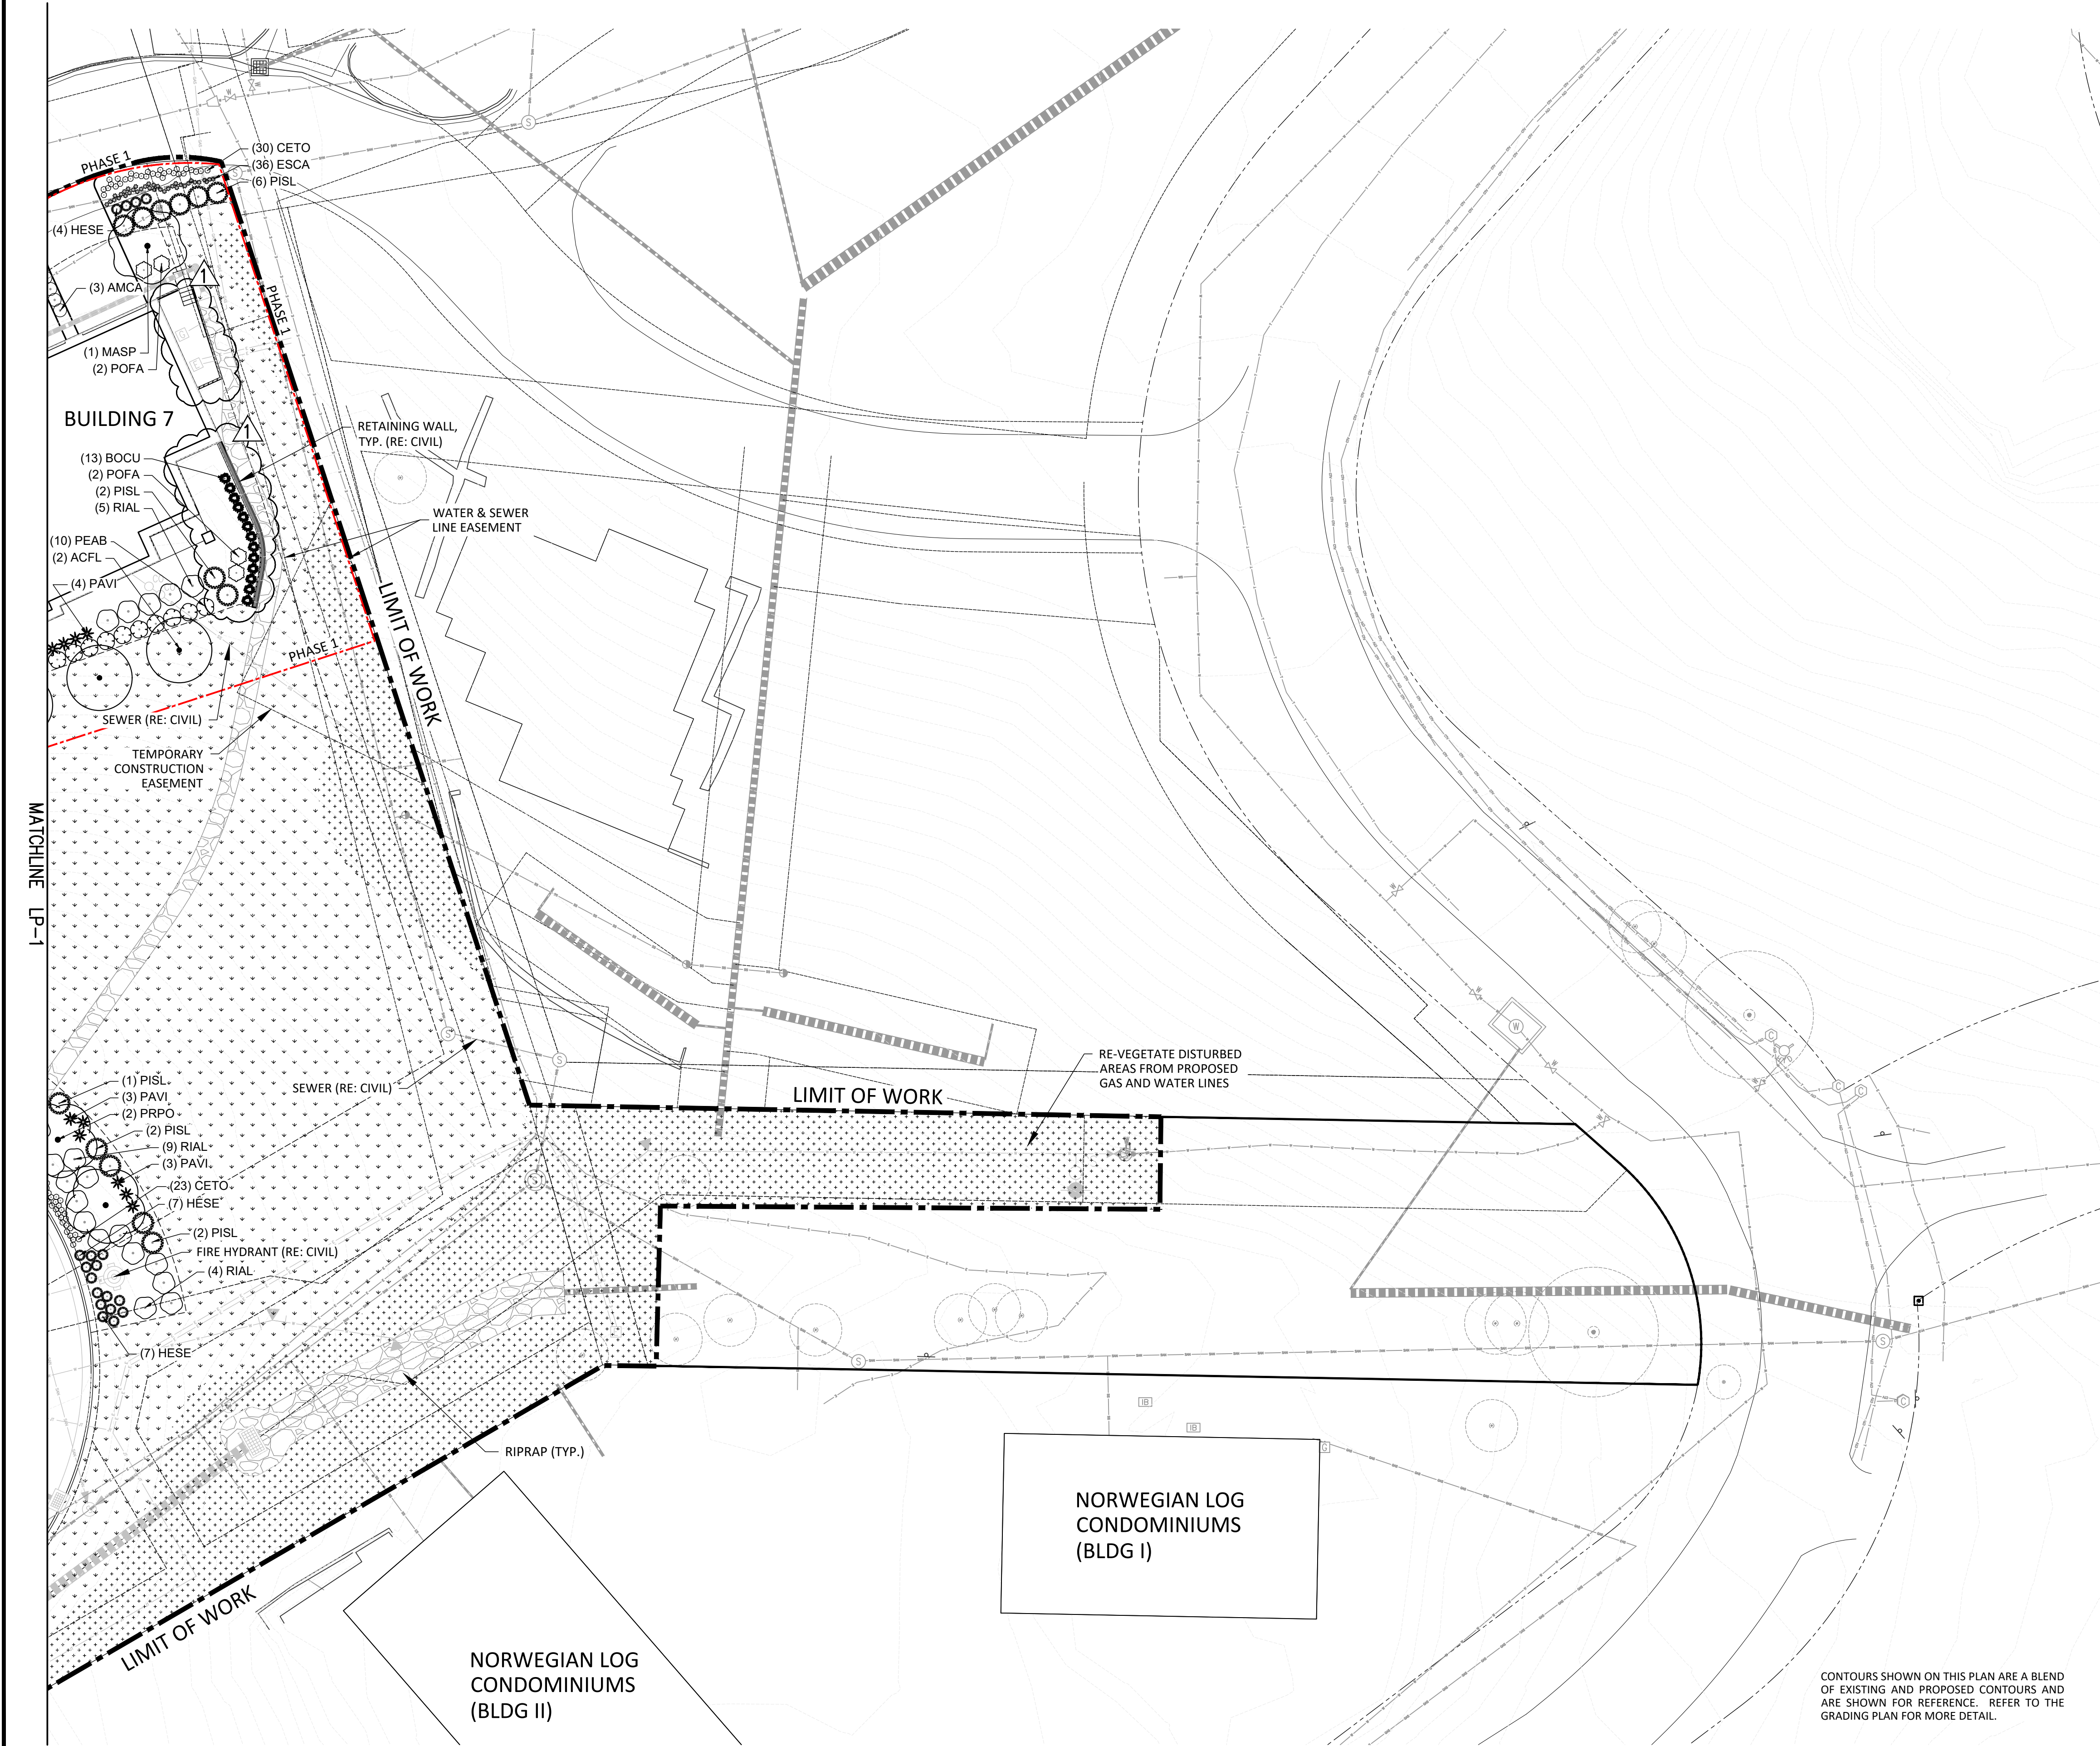 PHASE 1
(30) CETO
(36) ESCA
(6) PISL
(4) HESE
1
(3) AMCA
PHASE 1
(1) MASP
(2) POFA
BUILDING 7
1
RETAINING WALL,
TYP. (RE: CIVIL)
(13) BOCU
(2) POFA
(2) PISL
(5) RIAL
WATER & SEWER
LINE EASEMENT
(10) PEAB
(2) ACFL
(4) PAVI
LIMIT OF WORK
PHASE 1
SEWER (RE: CIVIL)
TEMPORARY
CONSTRUCTION
EASEMENT
MATCHLINE LP-1
SEWER (RE: CIVIL)
RE-VEGETATE DISTURBED
AREAS FROM PROPOSED
GAS AND WATER LINES
LIMIT OF WORK
(1) PISL
(3) PAVI
(2) PRPO
(2) PISL
(9) RIAL
(3) PAVI
(23) CETO
(7) HESE
(2) PISL
FIRE HYDRANT (RE: CIVIL)
(4) RIAL
(7) HESE
RIPRAP (TYP.)
NORWEGIAN LOG
CONDOMINIUMS
(BLDG I)
LIMIT OF WORK
NORWEGIAN LOG
CONDOMINIUMS
(BLDG II)
CONTOURS SHOWN ON THIS PLAN ARE A BLEND
OF EXISTING AND PROPOSED CONTOURS AND
ARE SHOWN FOR REFERENCE. REFER TO THE
GRADING PLAN FOR MORE DETAIL.